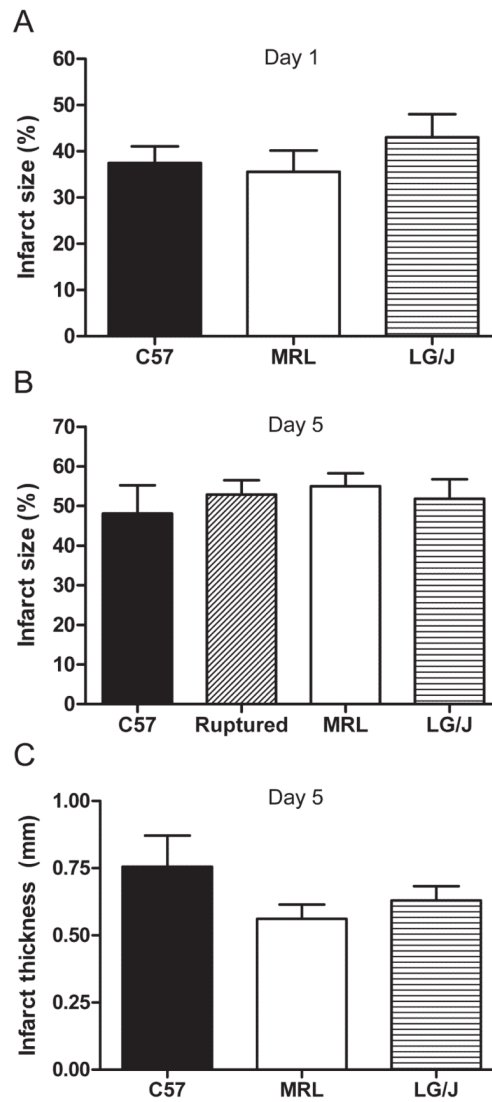 A
Day 1
Infarct size (%)
60
50
40
30
20
10
0
C57 MRL LG/J
B
Day 5
Infarct size (%)
70
60
50
40
30
20
10
0
C57 Ruptured MRL LG/J
C
Day 5
Infarct thickness (mm)
1.00
0.75
0.50
0.25
0.00
C57 MRL LG/J